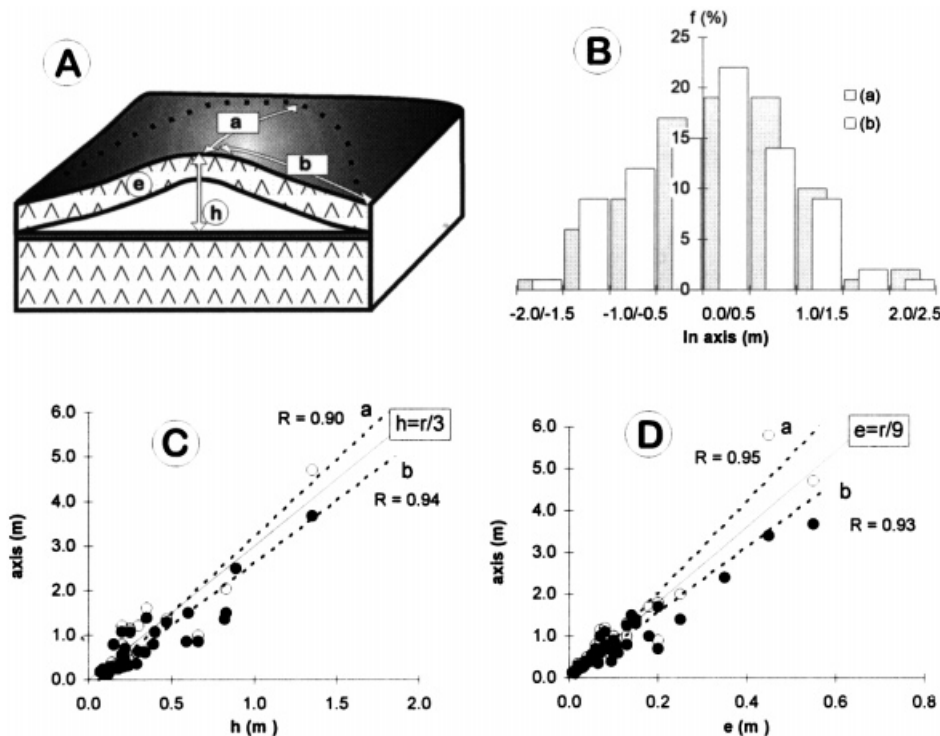 A
a
b
e
h
B
f (%)
25
20
15
10
5
0
(a)
(b)
-2.0/-1.5 -1.0/-0.5 0.0/0.5 1.0/1.5 2.0/2.5
ln axis (m)
C
6.0
5.0
4.0
3.0
2.0
1.0
0.0
axis (m)
R = 0.90
a
h=r/3
b
R = 0.94
0.0 0.5 1.0 1.5 2.0
h (m )
D
6.0
5.0
4.0
3.0
2.0
1.0
0.0
axis (m)
R = 0.95
a
e=r/9
b
R = 0.93
0.0 0.2 0.4 0.6 0.8
e (m)